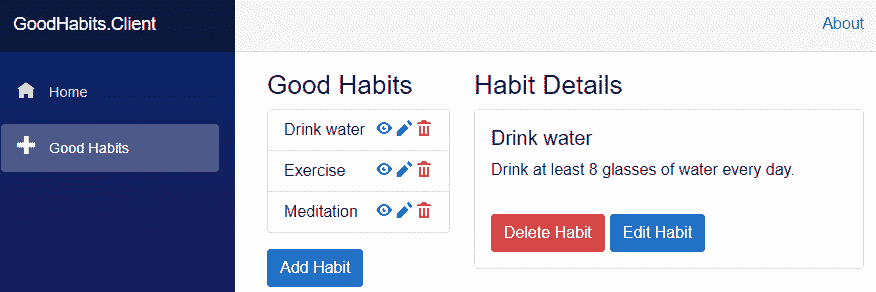 GoodHabits.Client
About
Home
Good Habits
Good Habits
Drink water
Exercise
Meditation
Add Habit
Habit Details
Drink water
Drink at least 8 glasses of water every day.
Delete Habit Edit Habit